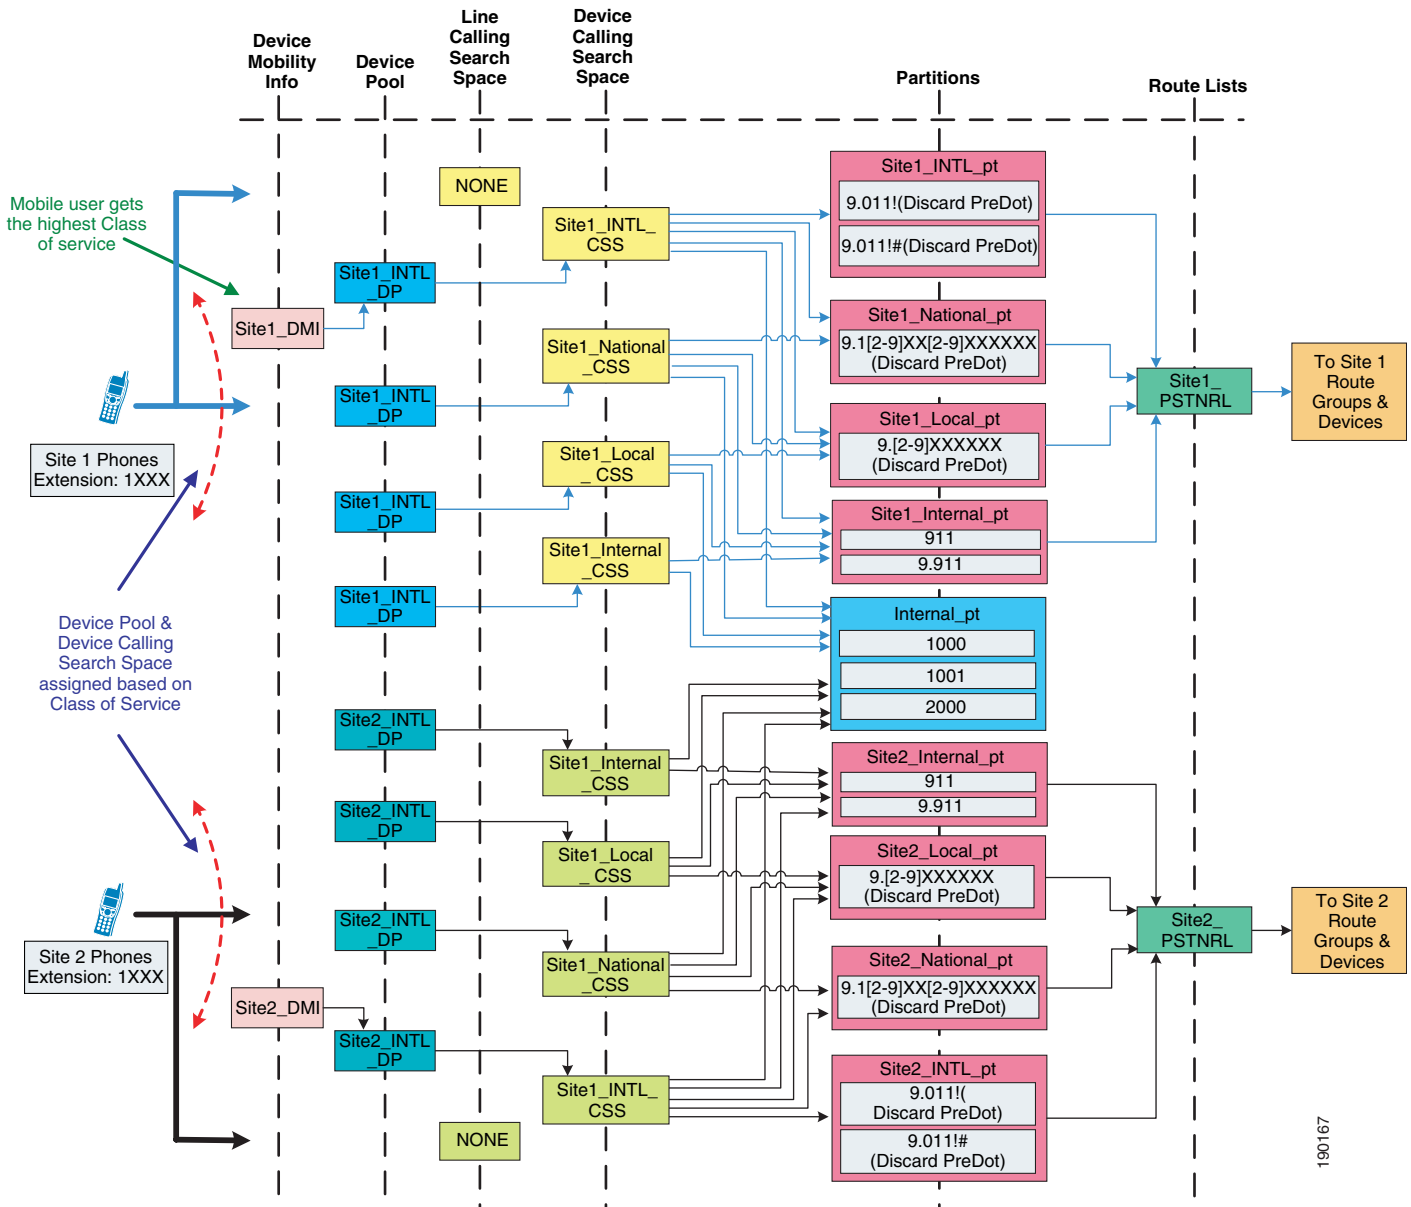 Device
Mobility
Info
Device
Pool
Line
Calling
Search
Space
Device
Calling
Search
Space
Partitions
Route Lists
Mobile user gets
the highest Class
of service
Site 1 Phones
Extension: 1XXX
Device Pool &
Device Calling
Search Space
assigned based on
Class of Service
Site 2 Phones
Extension: 1XXX
Site1_DMI
Site2_DMI
Site1_INTL
_DP
Site1_INTL
_DP
Site1_INTL
_DP
Site1_INTL
_DP
Site2_INTL
_DP
Site2_INTL
_DP
Site2_INTL
_DP
Site2_INTL
_DP
NONE
NONE
Site1_INTL_
CSS
Site1_National
_CSS
Site1_Local
_CSS
Site1_Internal
_CSS
Site1_Internal
_CSS
Site1_Local
_CSS
Site1_National
_CSS
Site1_INTL_
CSS
Site1_INTL_pt
9.011!(Discard PreDot)
9.011!#(Discard PreDot)
Site1_National_pt
9.1[2-9]XX[2-9]XXXXXX
(Discard PreDot)
Site1_Local_pt
9.[2-9]XXXXXX
(Discard PreDot)
Site1_Internal_pt
911
9.911
Internal_pt
1000
1001
2000
Site2_Internal_pt
911
9.911
Site2_Local_pt
9.[2-9]XXXXXX
(Discard PreDot)
Site2_National_pt
9.1[2-9]XX[2-9]XXXXXX
(Discard PreDot)
Site2_INTL_pt
9.011!(
Discard PreDot)
9.011!#
(Discard PreDot)
Site1_
PSTNRL
Site2_
PSTNRL
To Site 1
Route
Groups &
Devices
To Site 2
Route
Groups &
Devices
190167